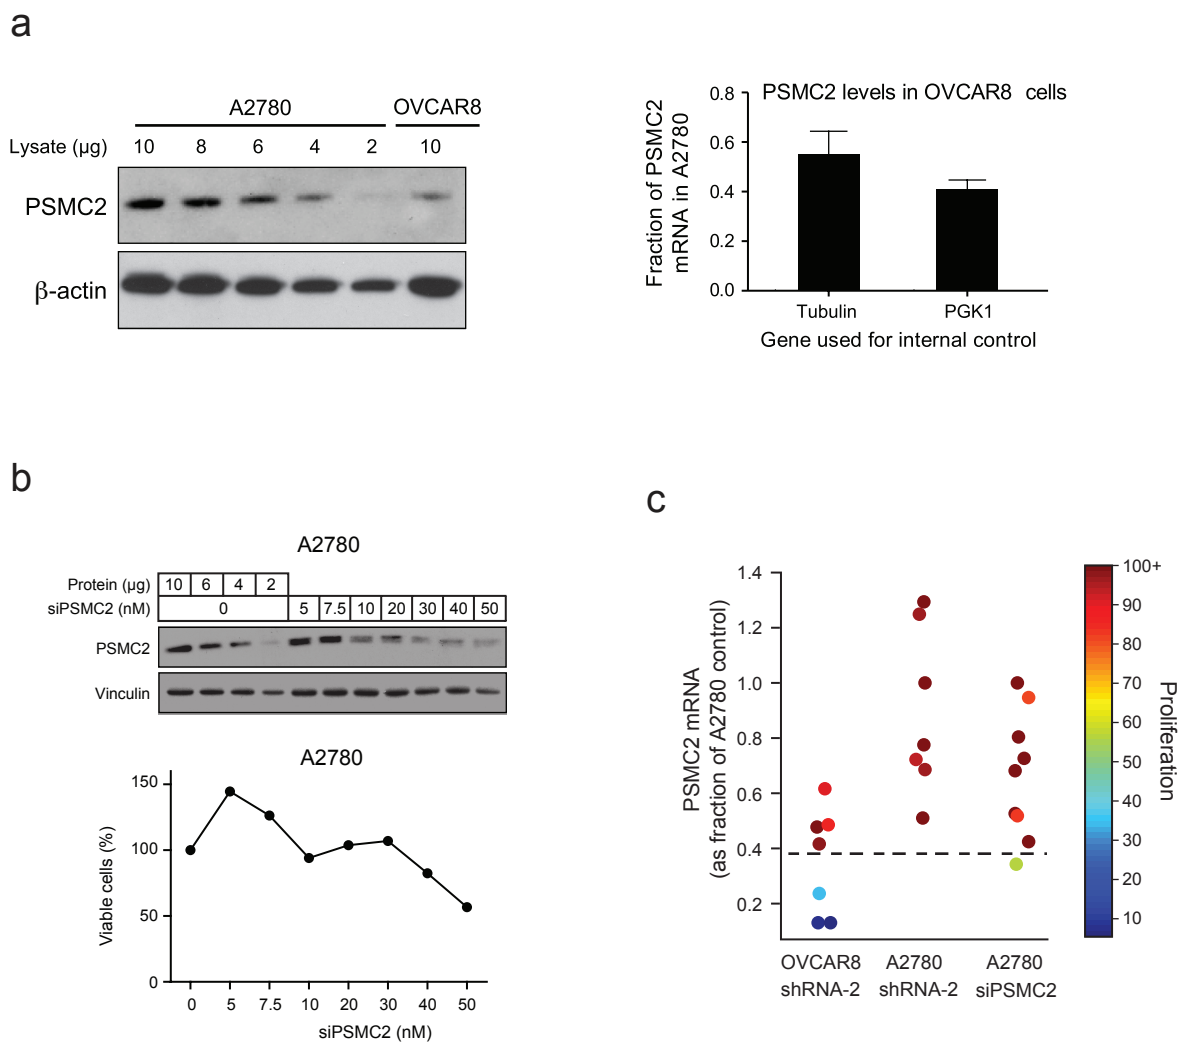 a
A2780 OVCAR8
Lysate (µg) 10 8 6 4 2 10
PSMC2
β-actin
PSMC2 levels in OVCAR8 cells
Fraction of PSMC2
mRNA in A2780
0.8
0.6
0.4
0.2
0.0
Tubulin PGK1
Gene used for internal control
b
A2780
Protein (µg) 10 6 4 2
siPSMC2 (nM) 0 5 7.5 10 20 30 40 50
PSMC2
Vinculin
A2780
Viable cells (%)
150
100
50
0
0 5 7.5 10 20 30 40 50
siPSMC2 (nM)
c
PSMC2 mRNA
(as fraction of A2780 control)
1.4
1.2
1.0
0.8
0.6
0.4
0.2
OVCAR8 A2780 A2780
shRNA-2 shRNA-2 siPSMC2
100+
90
80
70
60
50
40
30
20
10
Proliferation